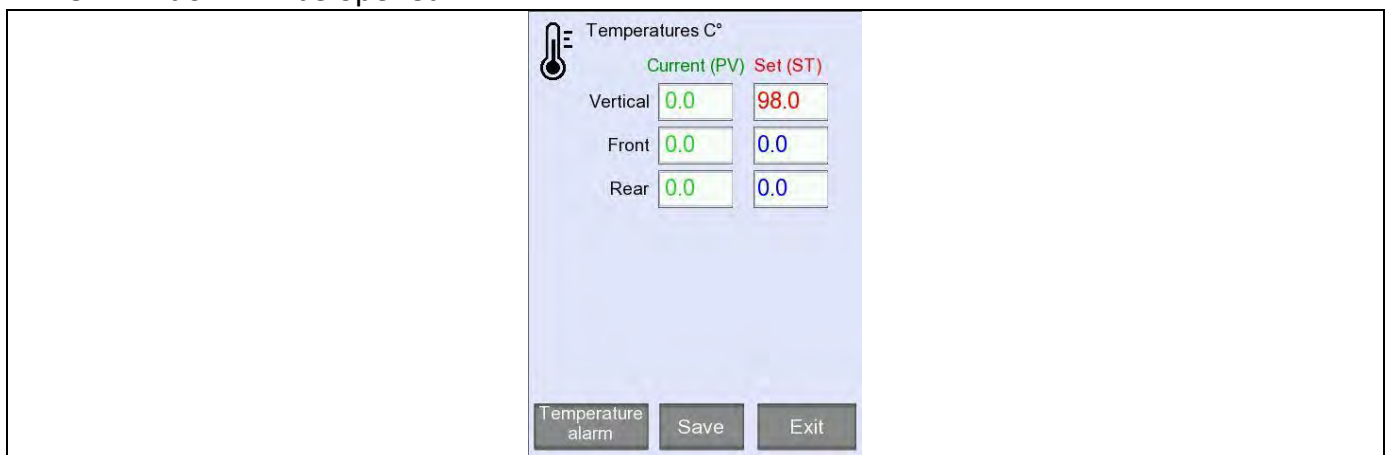 Temperatures C°
Current (PV) Set (ST)
Vertical 0.0 98.0
Front 0.0 0.0
Rear 0.0 0.0
Temperature alarm Save Exit